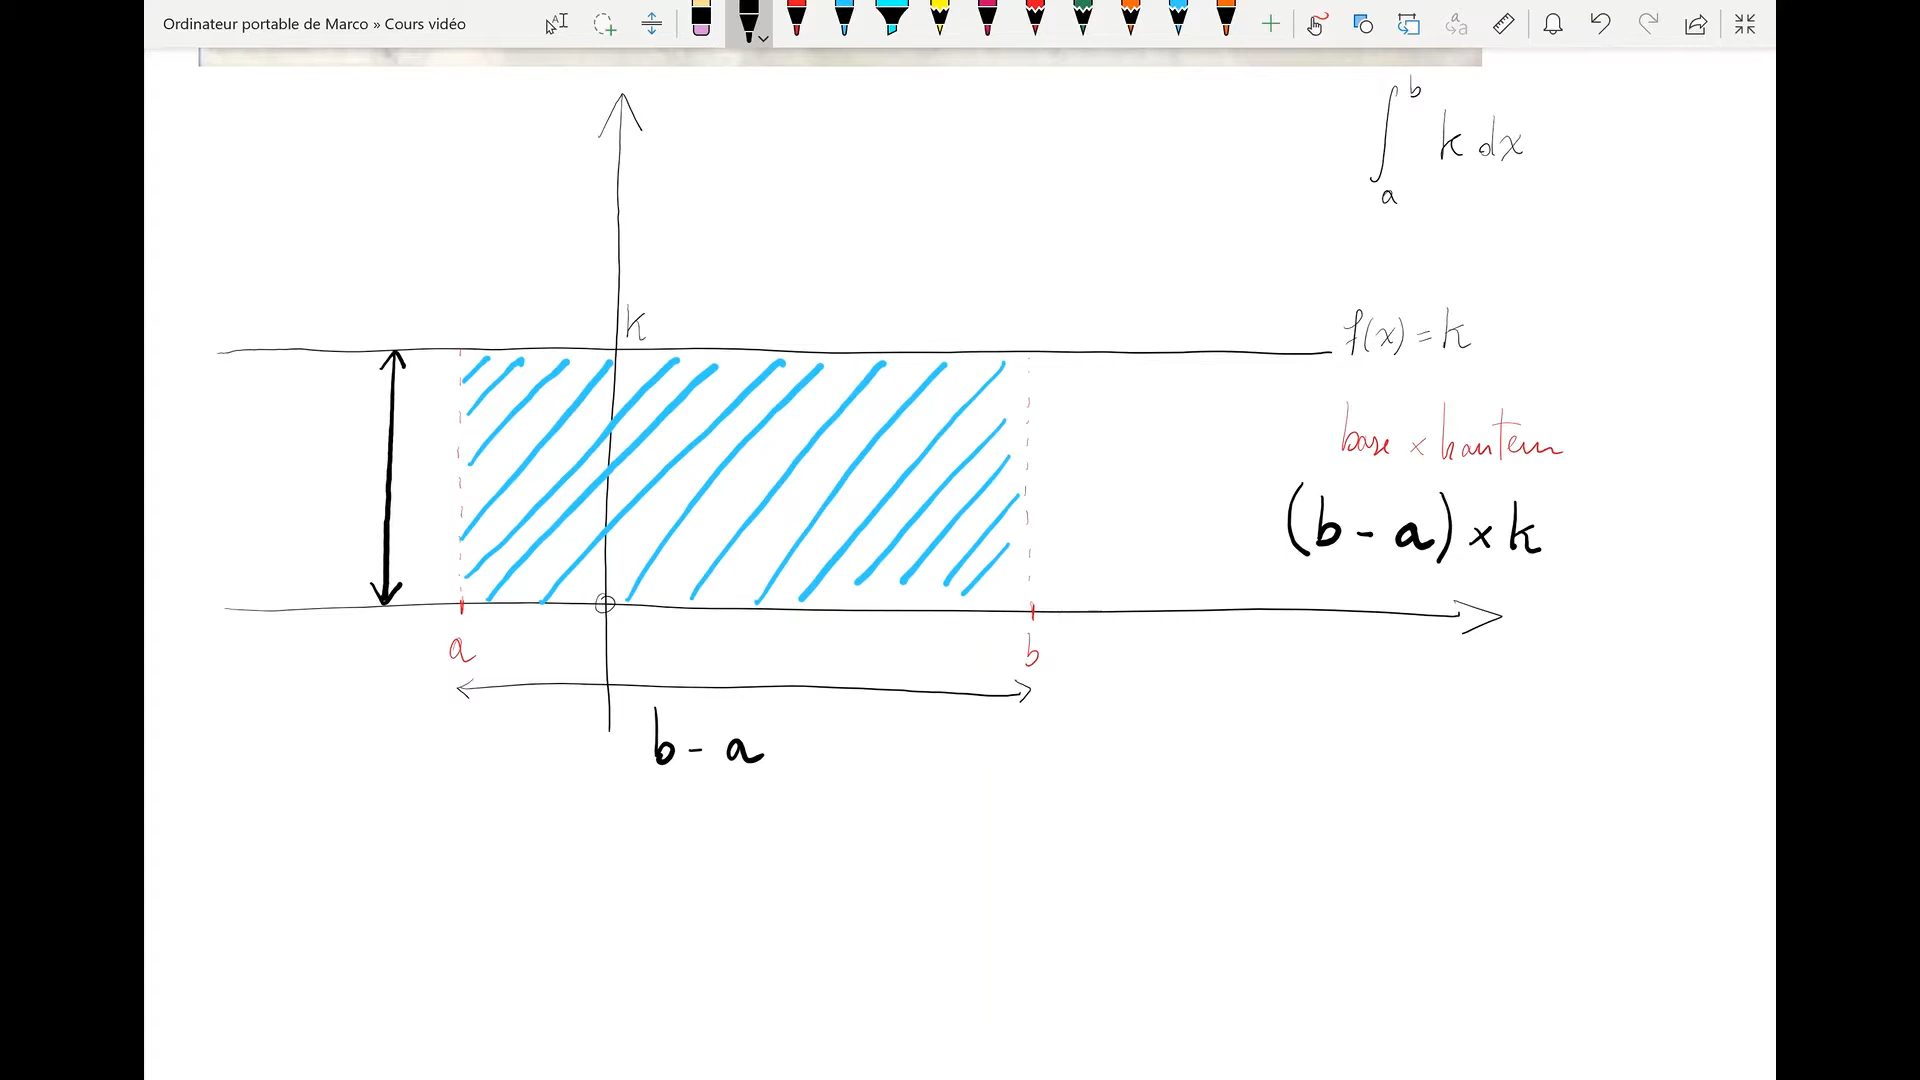 Ordinateur portable de Marco » Cours vidéo
∫ₐᵇ k dx
k
f(x) = k
base × hauteur
(b - a) × k
a
b
b - a